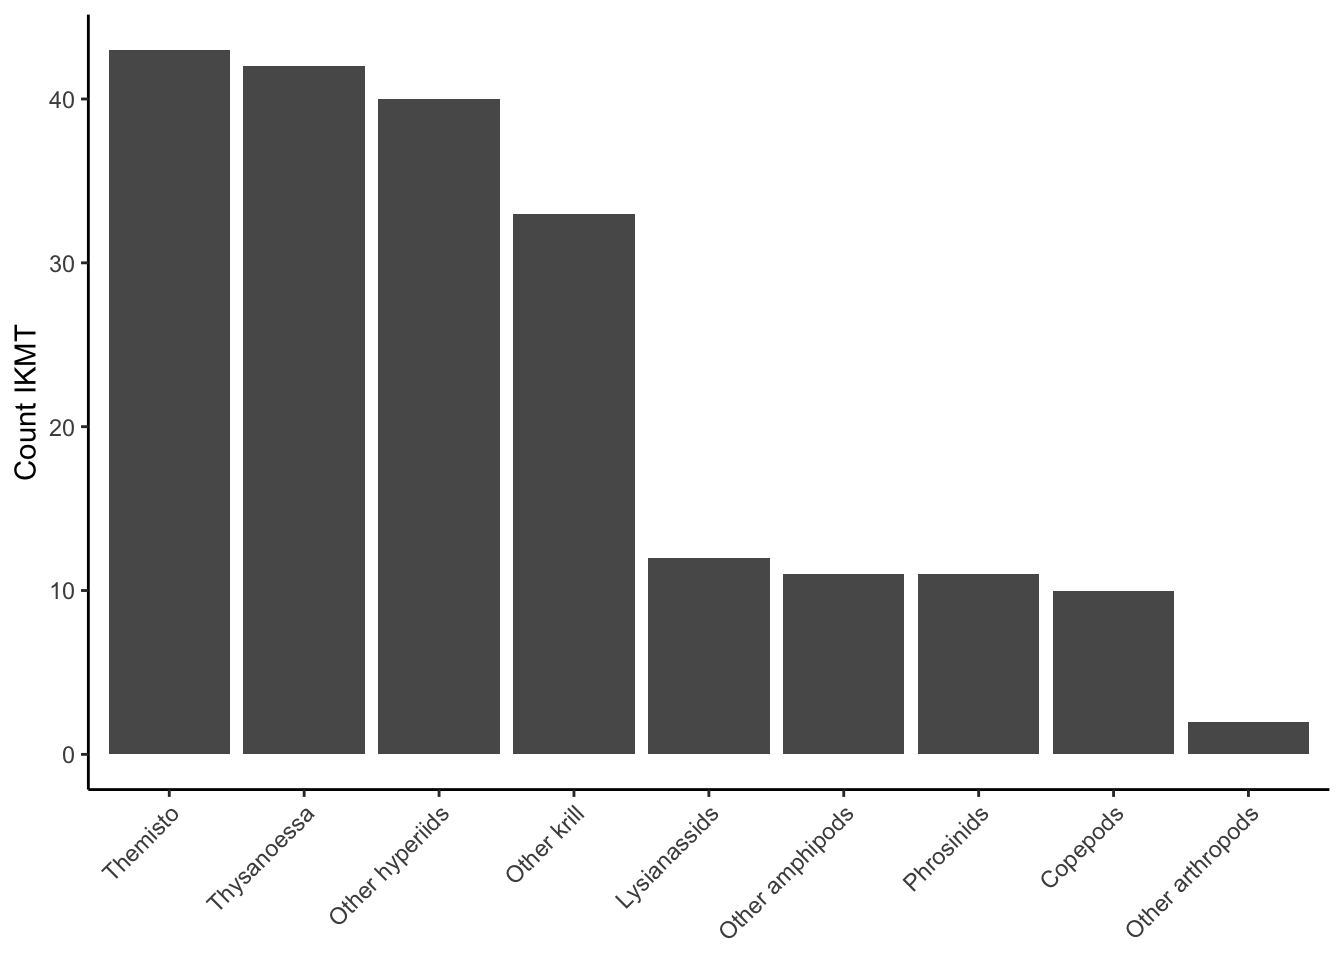 Count IKMT
40
30
20
10
0
Themisto
Thysanoessa
Other hyperiids
Other krill
Lysianassids
Other amphipods
Phrosinids
Copepods
Other arthropods